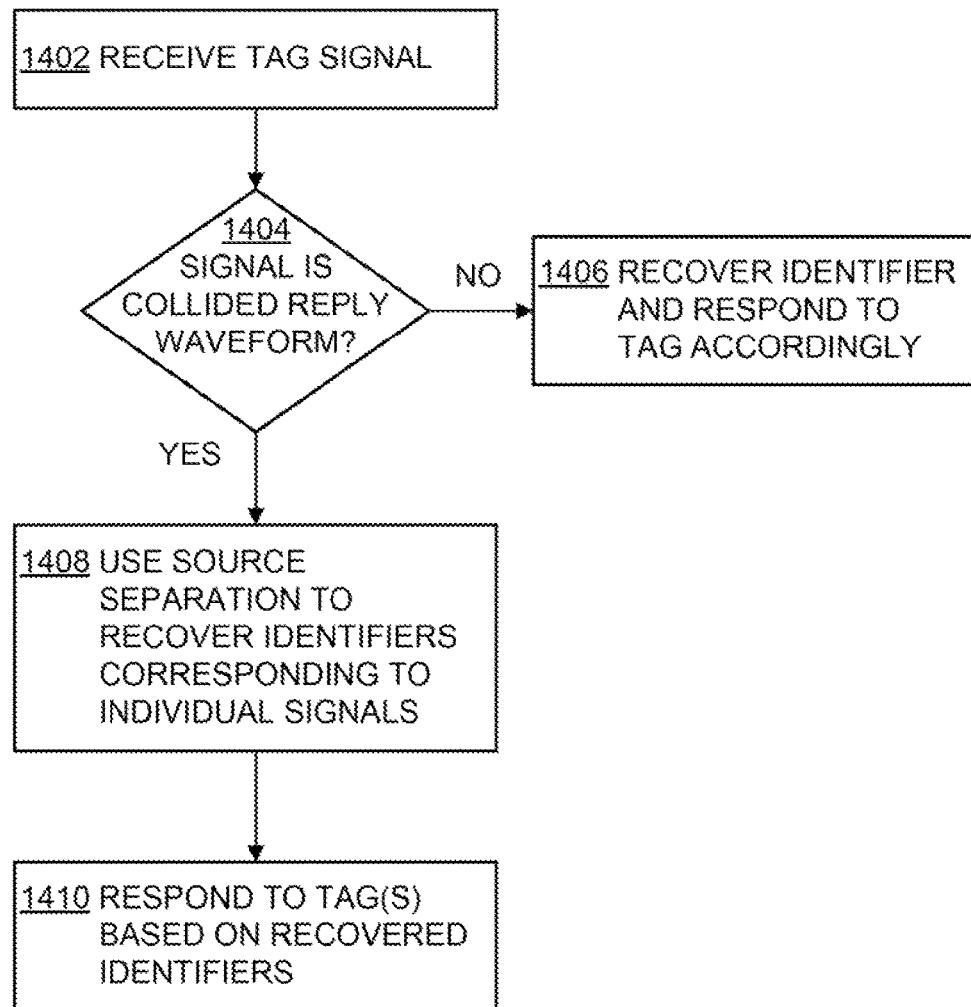 1402 RECEIVE TAG SIGNAL
1404
SIGNAL IS
COLLIDED REPLY
WAVEFORM?
NO
1406 RECOVER IDENTIFIER
AND RESPOND TO
TAG ACCORDINGLY
YES
1408 USE SOURCE
SEPARATION TO
RECOVER IDENTIFIERS
CORRESPONDING TO
INDIVIDUAL SIGNALS
1410 RESPOND TO TAG(S)
BASED ON RECOVERED
IDENTIFIERS